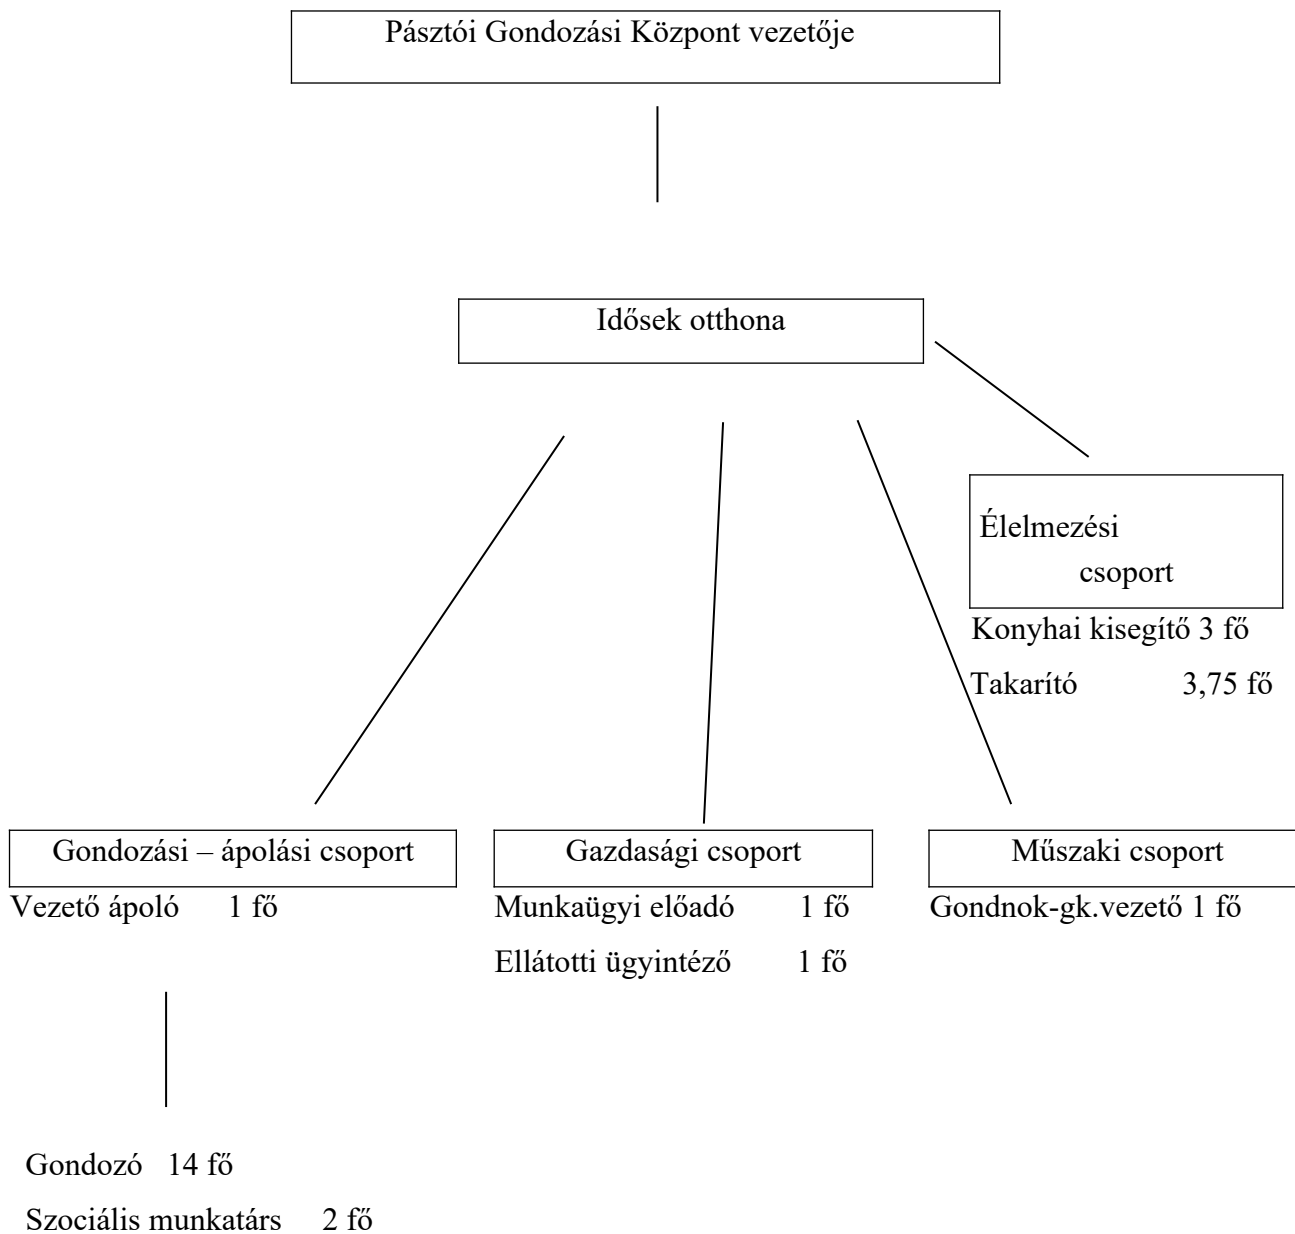 Pásztói Gondozási Központ vezetője
Idősek otthona
Élelmezési
csoport
Konyhai kisegítő 3 fő
Takarító 3,75 fő
Gondozási – ápolási csoport
Vezető ápoló 1 fő
Gazdasági csoport
Munkaügyi előadó 1 fő
Ellátotti ügyintéző 1 fő
Műszaki csoport
Gondnok-gk.vezető 1 fő
Gondozó 14 fő
Szociális munkatárs 2 fő